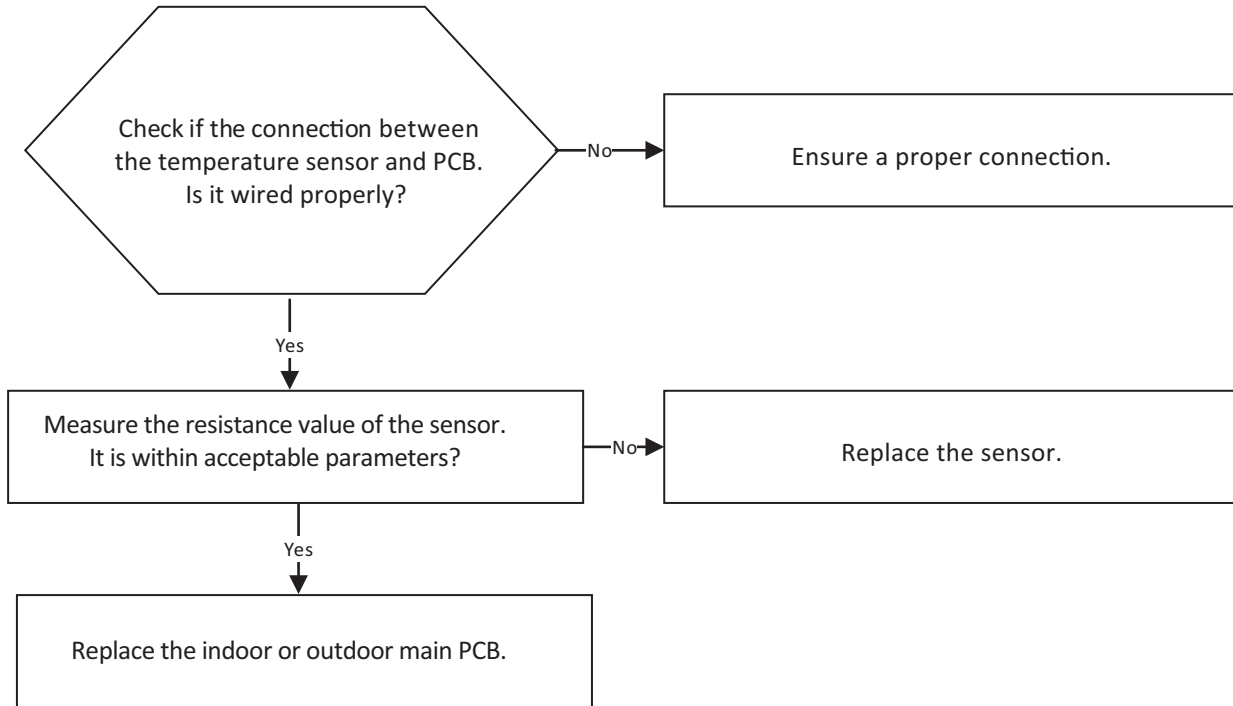 Check if the connection between
the temperature sensor and PCB.
Is it wired properly?
No
Ensure a proper connection.
Yes
Measure the resistance value of the sensor.
It is within acceptable parameters?
No
Replace the sensor.
Yes
Replace the indoor or outdoor main PCB.